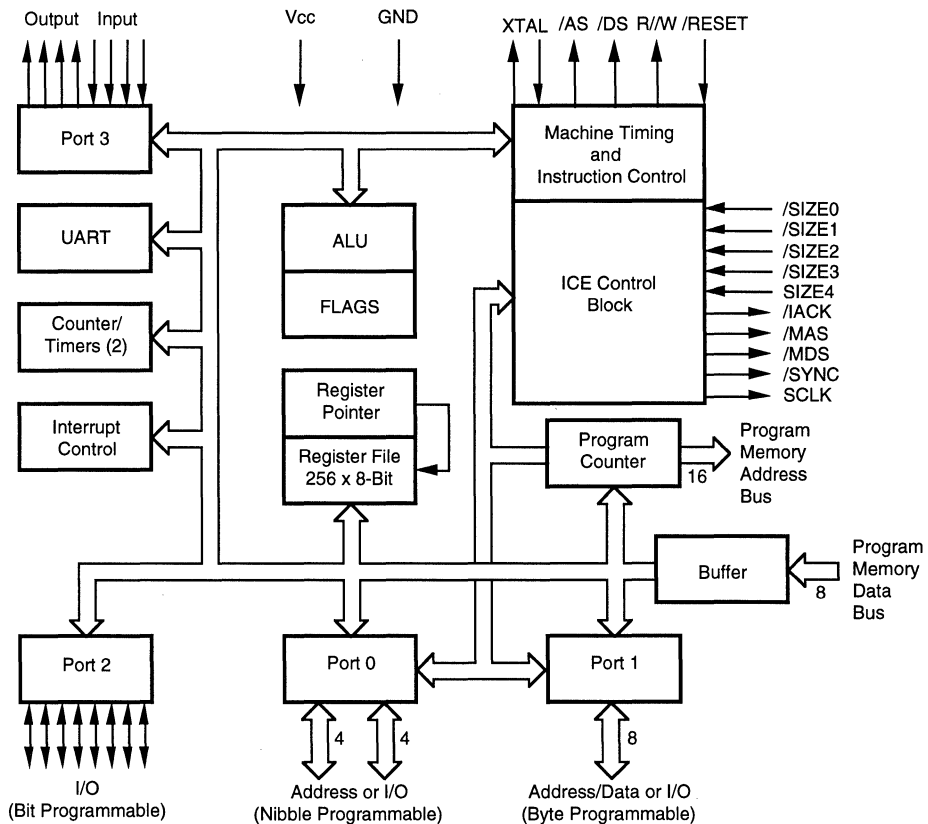 Output Input
Vcc
GND
XTAL /AS /DS R//W /RESET
Port 3
Machine Timing
and
Instruction Control
UART
ALU
FLAGS
ICE Control
Block
/SIZE0
/SIZE1
/SIZE2
/SIZE3
SIZE4
/IACK
/MAS
/MDS
/SYNC
SCLK
Counter/
Timers (2)
Interrupt
Control
Register
Pointer
Register File
256 x 8-Bit
Program
Counter
16
Program
Memory
Address
Bus
Buffer
8
Program
Memory
Data
Bus
Port 2
Port 0
Port 1
4
4
8
I/O
(Bit Programmable)
Address or I/O
(Nibble Programmable)
Address/Data or I/O
(Byte Programmable)